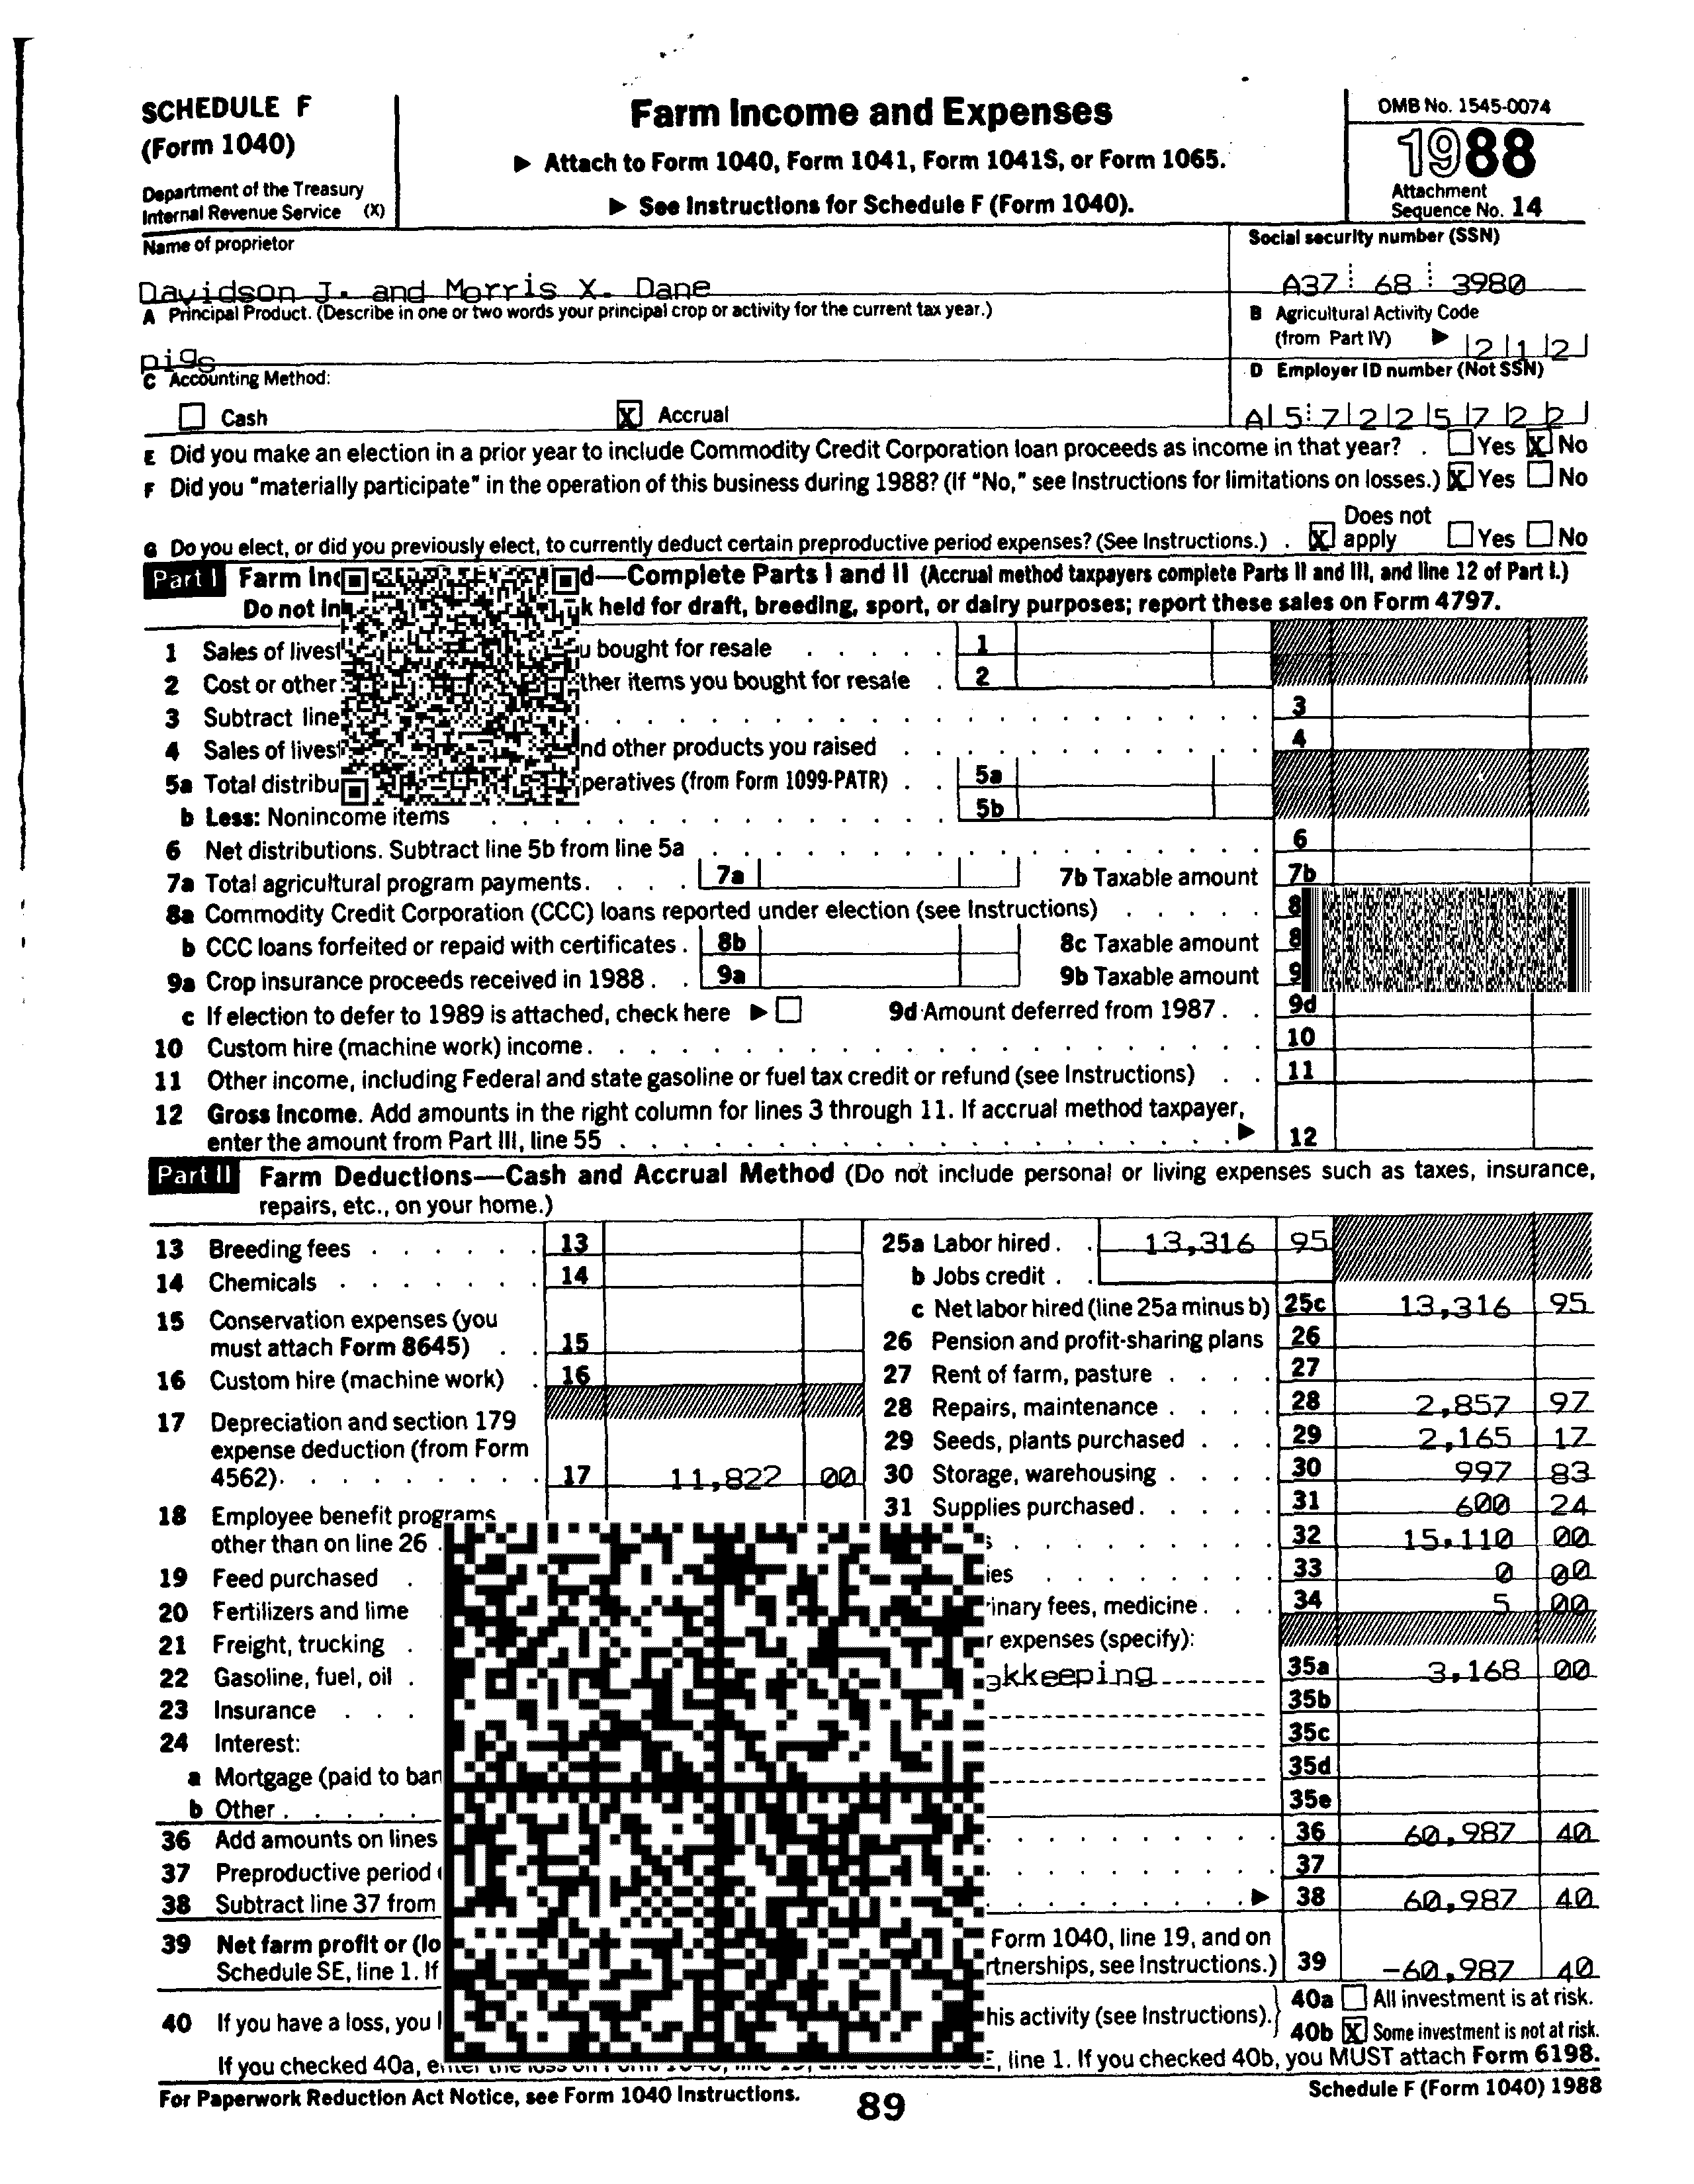 SCHEDULE F
(Form 1040)
Department of the Treasury
Internal Revenue Service (X)
Farm Income and Expenses
▶ Attach to Form 1040, Form 1041, Form 1041S, or Form 1065.
▶ See Instructions for Schedule F (Form 1040).
OMB No. 1545-0074
1988
Attachment
Sequence No. 14
Name of proprietor
Davidson J. and Morris X. Dane
Social security number (SSN)
A37 68 3980
A Principal Product. (Describe in one or two words your principal crop or activity for the current tax year.)
pigs
B Agricultural Activity Code
(from Part IV) ▶ 2 1 2
C Accounting Method:
Cash X Accrual
D Employer ID number (Not SSN)
A 5 7 2 2 5 7 2 2
E Did you make an election in a prior year to include Commodity Credit Corporation loan proceeds as income in that year? . Yes X No
F Did you "materially participate" in the operation of this business during 1988? (If "No," see Instructions for limitations on losses.) X Yes No
G Do you elect, or did you previously elect, to currently deduct certain preproductive period expenses? (See Instructions.) . X Does not apply Yes No
Part I Farm Inc d—Complete Parts I and II (Accrual method taxpayers complete Parts II and III, and line 12 of Part I.)
Do not in k held for draft, breeding, sport, or dairy purposes; report these sales on Form 4797.
1 Sales of livest u bought for resale . . . . . 1
2 Cost or other ther items you bought for resale . 2
3 Subtract line 3
4 Sales of livest nd other products you raised 4
5a Total distribu peratives (from Form 1099-PATR) . . 5a
b Less: Nonincome items 5b
6 Net distributions. Subtract line 5b from line 5a 6
7a Total agricultural program payments. . . . 7a 7b Taxable amount 7b
8a Commodity Credit Corporation (CCC) loans reported under election (see Instructions) . . . . . 8
b CCC loans forfeited or repaid with certificates . 8b 8c Taxable amount 8
9a Crop insurance proceeds received in 1988 . . 9a 9b Taxable amount 9
c If election to defer to 1989 is attached, check here ▶ 9d Amount deferred from 1987 . . 9d
10 Custom hire (machine work) income. 10
11 Other income, including Federal and state gasoline or fuel tax credit or refund (see Instructions) . . 11
12 Gross income. Add amounts in the right column for lines 3 through 11. If accrual method taxpayer,
enter the amount from Part III, line 55 ▶ 12
Part II Farm Deductions—Cash and Accrual Method (Do not include personal or living expenses such as taxes, insurance,
repairs, etc., on your home.)
13 Breeding fees 13
14 Chemicals 14
15 Conservation expenses (you
must attach Form 8645) . . 15
16 Custom hire (machine work) . 16
17 Depreciation and section 179
expense deduction (from Form
4562). 17 11,822 00
18 Employee benefit programs
other than on line 26 .
19 Feed purchased .
20 Fertilizers and lime
21 Freight, trucking .
22 Gasoline, fuel, oil .
23 Insurance . . .
24 Interest:
a Mortgage (paid to ban
b Other .
25a Labor hired . . 13,316 95
b Jobs credit . .
c Net labor hired (line 25a minus b) 25c 13,316 95
26 Pension and profit-sharing plans 26
27 Rent of farm, pasture . . . . 27
28 Repairs, maintenance . . . . 28 2,857 97
29 Seeds, plants purchased . . . 29 2,165 17
30 Storage, warehousing . . . . 30 997 83
31 Supplies purchased. . . . . 31 600 24
s 32 15,110 00
ies 33 0 00
rinary fees, medicine . . . 34 5 00
r expenses (specify):
okkeeping 35a 3,168 00
35b
35c
35d
35e
36 Add amounts on lines 36 60,987 40
37 Preproductive period 37
38 Subtract line 37 from ▶ 38 60,987 40
39 Net farm profit or (lo Form 1040, line 19, and on
Schedule SE, line 1. If rtnerships, see Instructions.) 39 -60,987 40
40 If you have a loss, you his activity (see Instructions). 40a All investment is at risk.
40b X Some investment is not at risk.
If you checked 40a, enter the loss on Form 1040, line 19, and Schedule SE, line 1. If you checked 40b, you MUST attach Form 6198.
For Paperwork Reduction Act Notice, see Form 1040 Instructions.
89
Schedule F (Form 1040) 1988